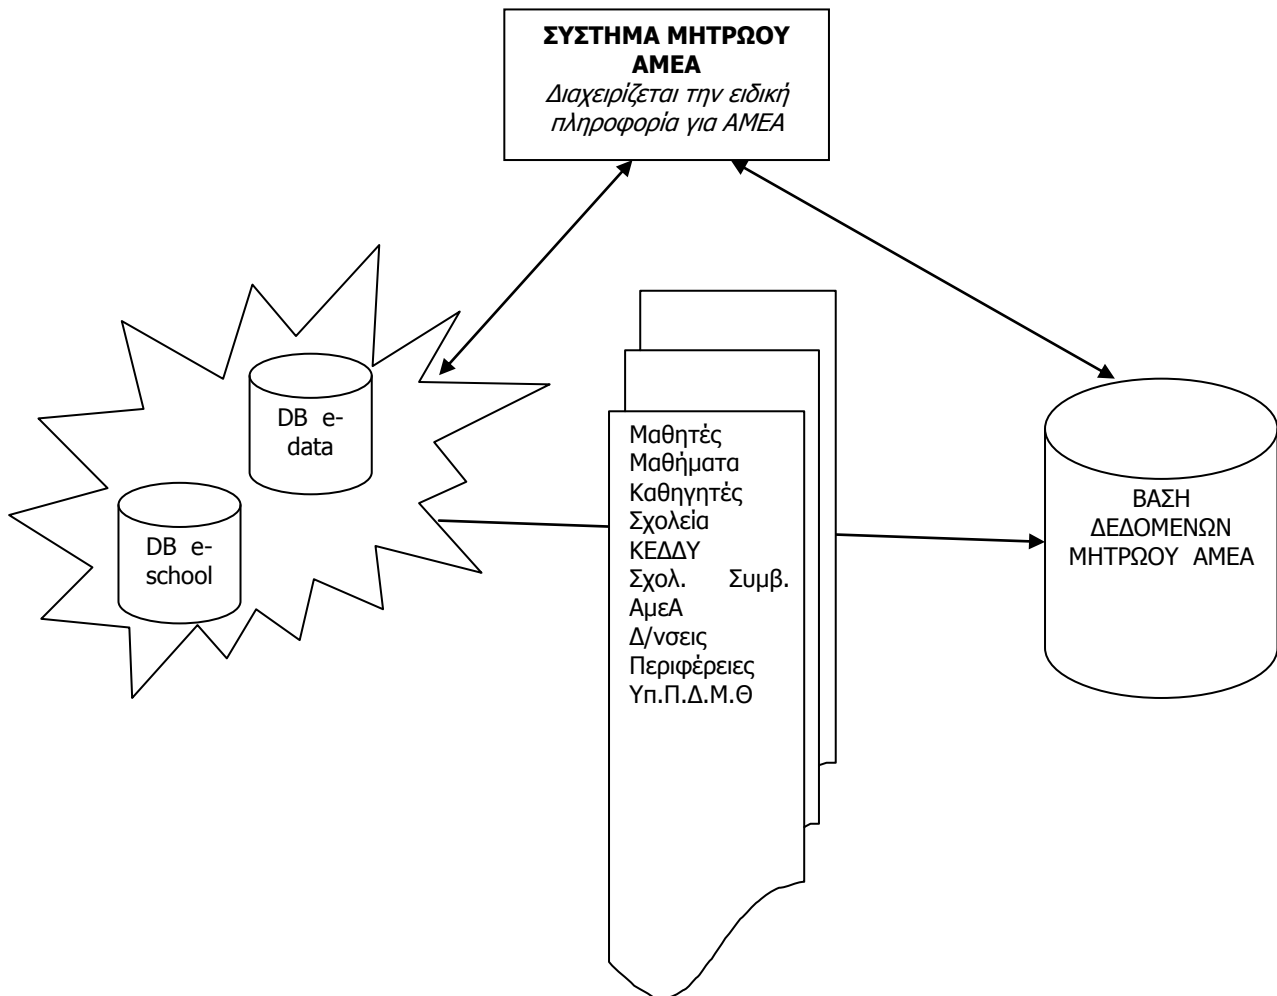 ΣΥΣΤΗΜΑ ΜΗΤΡΩΟΥ
ΑΜΕΑ
Διαχειρίζεται την ειδική
πληροφορία για ΑΜΕΑ
DB e-
data
DB e-
school
Μαθητές
Μαθήματα
Καθηγητές
Σχολεία
ΚΕΔΔΥ
Σχολ. Συμβ.
ΑμεΑ
Δ/νσεις
Περιφέρειες
Υπ.Π.Δ.Μ.Θ
ΒΑΣΗ
ΔΕΔΟΜΕΝΩΝ
ΜΗΤΡΩΟΥ ΑΜΕΑ